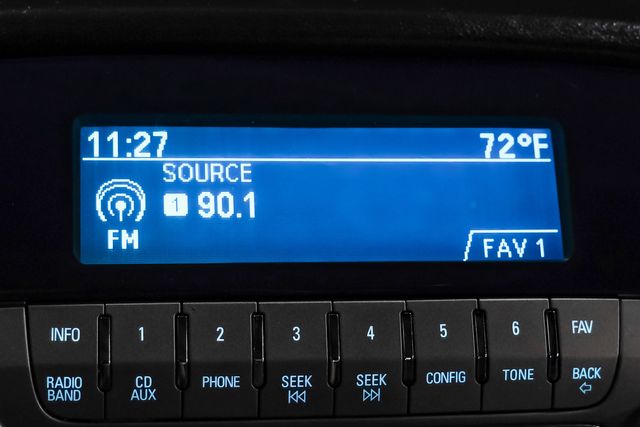 11:27 72°F
SOURCE
1 90.1
FM
FAV 1
INFO 1 2 3 4 5 6 FAV
RADIO BAND CD AUX PHONE SEEK SEEK CONFIG TONE BACK